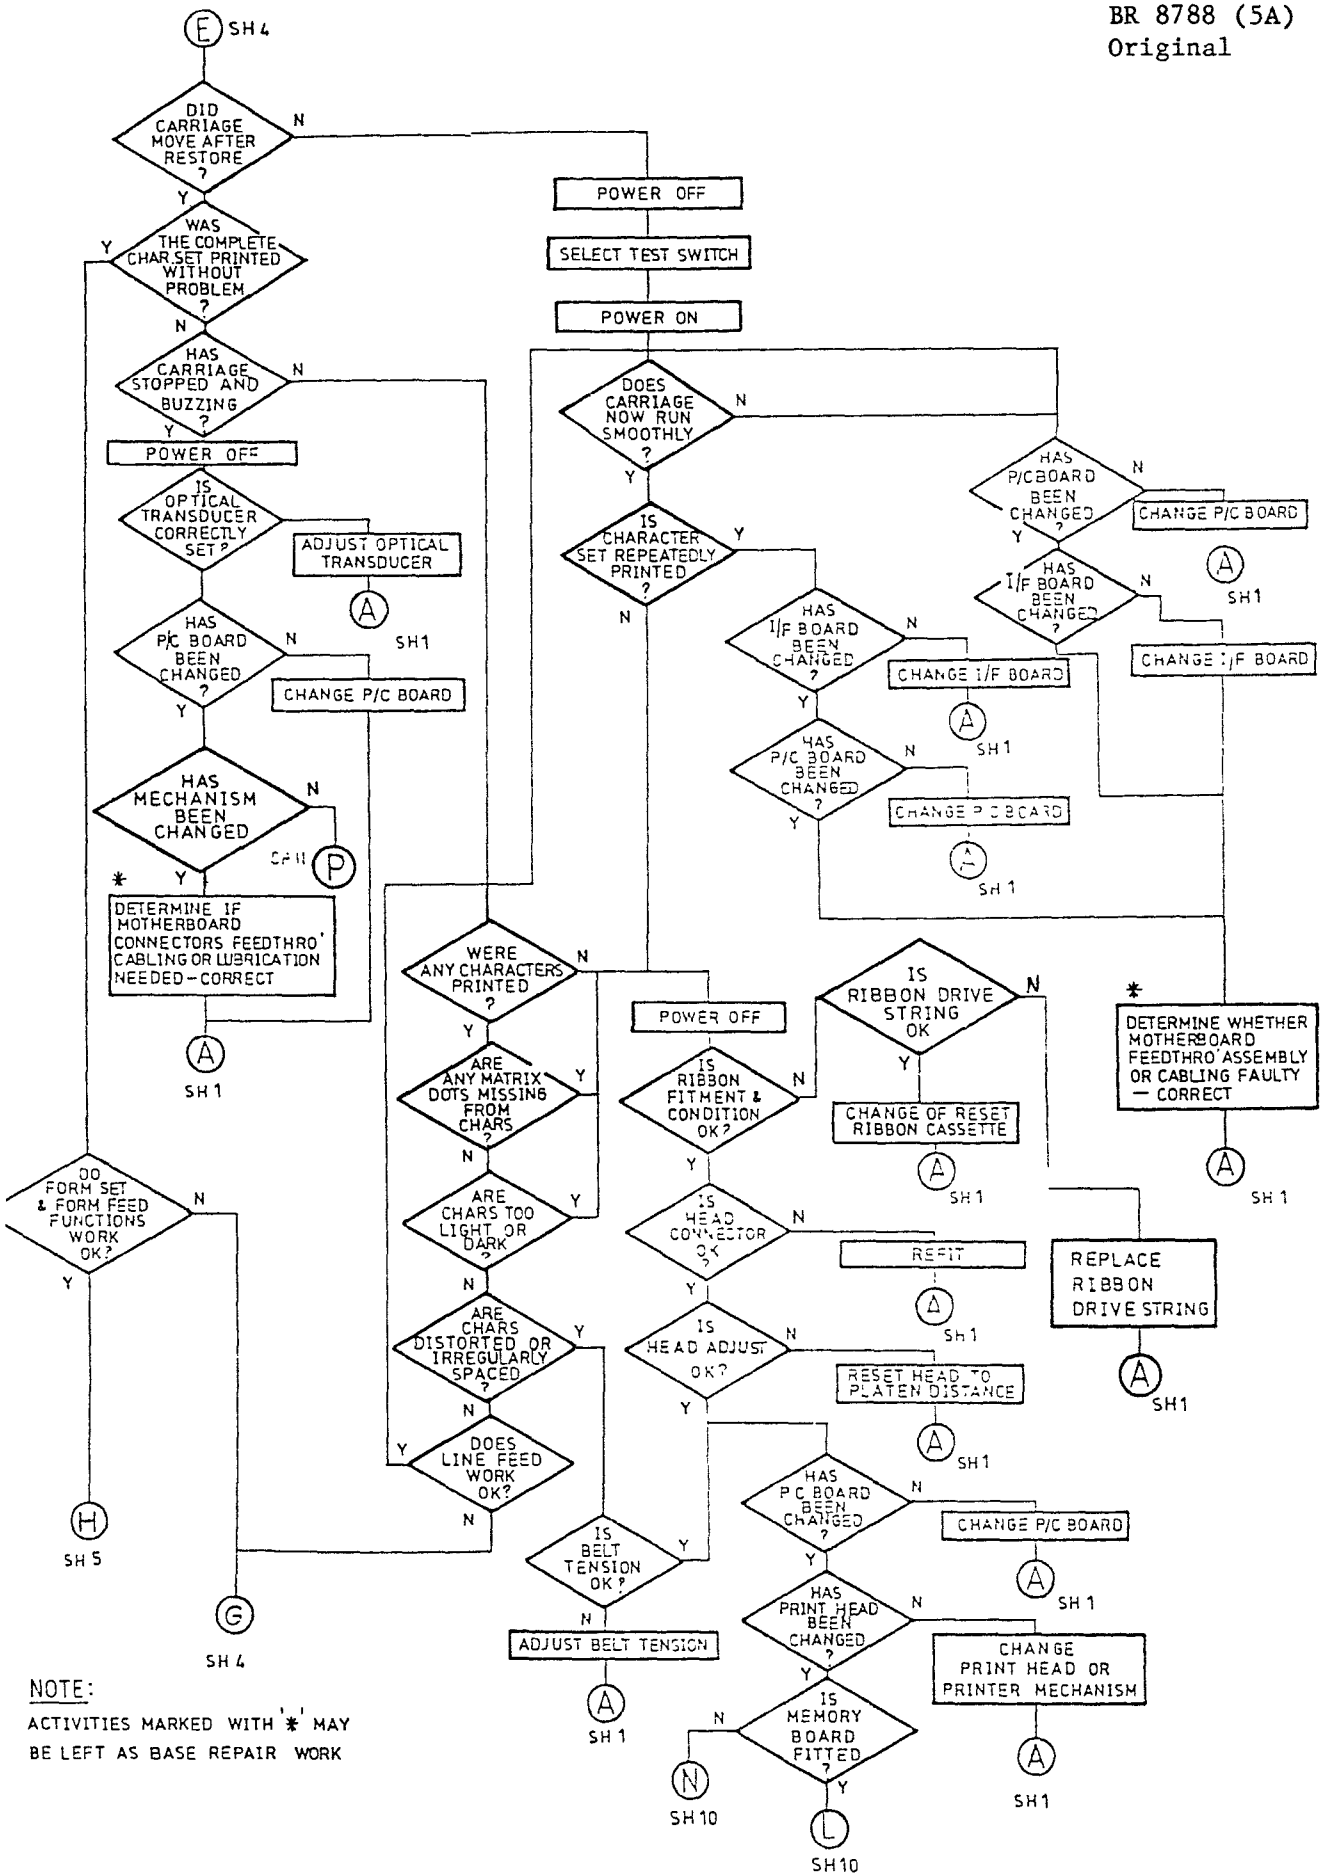 BR 8788 (5A)
Original
E SH4
DID
CARRIAGE
MOVE AFTER
RESTORE
?
N
Y
WAS
THE COMPLETE
CHAR.SET PRINTED
WITHOUT
PROBLEM
?
Y
N
HAS
CARRIAGE
STOPPED AND
BUZZING
?
N
Y
POWER OFF
IS
OPTICAL
TRANSDUCER
CORRECTLY
SET?
ADJUST OPTICAL
TRANSDUCER
A
SH1
HAS
P/C BOARD
BEEN
CHANGED
?
N
CHANGE P/C BOARD
Y
HAS
MECHANISM
BEEN
CHANGED
N
P
Y
*
DETERMINE IF
MOTHERBOARD
CONNECTORS FEEDTHRO'
CABLING OR LUBRICATION
NEEDED – CORRECT
A
SH1
DO
FORM SET
& FORM FEED
FUNCTIONS
WORK
OK?
N
Y
H
SH5
G
SH4
POWER OFF
SELECT TEST SWITCH
POWER ON
DOES
CARRIAGE
NOW RUN
SMOOTHLY
?
N
Y
IS
CHARACTER
SET REPEATEDLY
PRINTED
?
Y
N
HAS
P/CBOARD
BEEN
CHANGED
?
N
CHANGE P/C BOARD
A
SH1
Y
HAS
I/F BOARD
BEEN
CHANGED
?
N
CHANGE I/F BOARD
HAS
I/F BOARD
BEEN
CHANGED
?
N
CHANGE I/F BOARD
A
SH1
Y
HAS
P/C BOARD
BEEN
CHANGED
?
N
CHANGE P C BOARD
A
SH1
Y
WERE
ANY CHARACTERS
PRINTED
?
N
Y
ARE
ANY MATRIX
DOTS MISSING
FROM
CHARS
?
Y
N
ARE
CHARS TOO
LIGHT OR
DARK
?
Y
N
ARE
CHARS
DISTORTED OR
IRREGULARLY
SPACED
?
Y
N
DOES
LINE FEED
WORK
OK?
Y
N
IS
BELT
TENSION
OK?
Y
N
ADJUST BELT TENSION
A
SH1
POWER OFF
IS
RIBBON
FITMENT &
CONDITION
OK?
N
Y
IS
RIBBON DRIVE
STRING
OK
N
Y
CHANGE OF RESET
RIBBON CASSETTE
A
SH1
REPLACE
RIBBON
DRIVE STRING
A
SH1
*
DETERMINE WHETHER
MOTHERBOARD
FEEDTHRO' ASSEMBLY
OR CABLING FAULTY
— CORRECT
A
SH1
IS
HEAD
CONNECTOR
OK
?
N
REFIT
A
SH1
Y
IS
HEAD ADJUST
OK?
N
RESET HEAD TO
PLATEN DISTANCE
A
SH1
Y
HAS
P C BOARD
BEEN
CHANGED
?
N
CHANGE P/C BOARD
A
SH1
Y
HAS
PRINT HEAD
BEEN
CHANGED
?
N
CHANGE
PRINT HEAD OR
PRINTER MECHANISM
A
SH1
Y
IS
MEMORY
BOARD
FITTED
?
N
N
SH10
Y
L
SH10
NOTE:
ACTIVITIES MARKED WITH '*' MAY
BE LEFT AS BASE REPAIR WORK